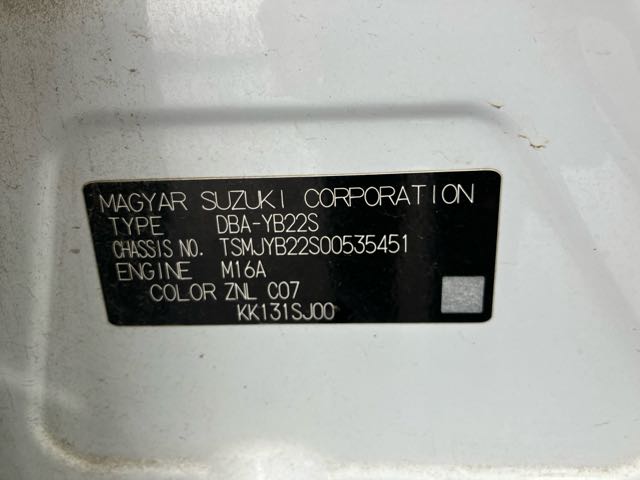 MAGYAR SUZUKI CORPORATION
TYPE DBA-YB22S
CHASSIS NO. TSMJYB22S00535451
ENGINE M16A
COLOR ZNL C07
KK131SJ00